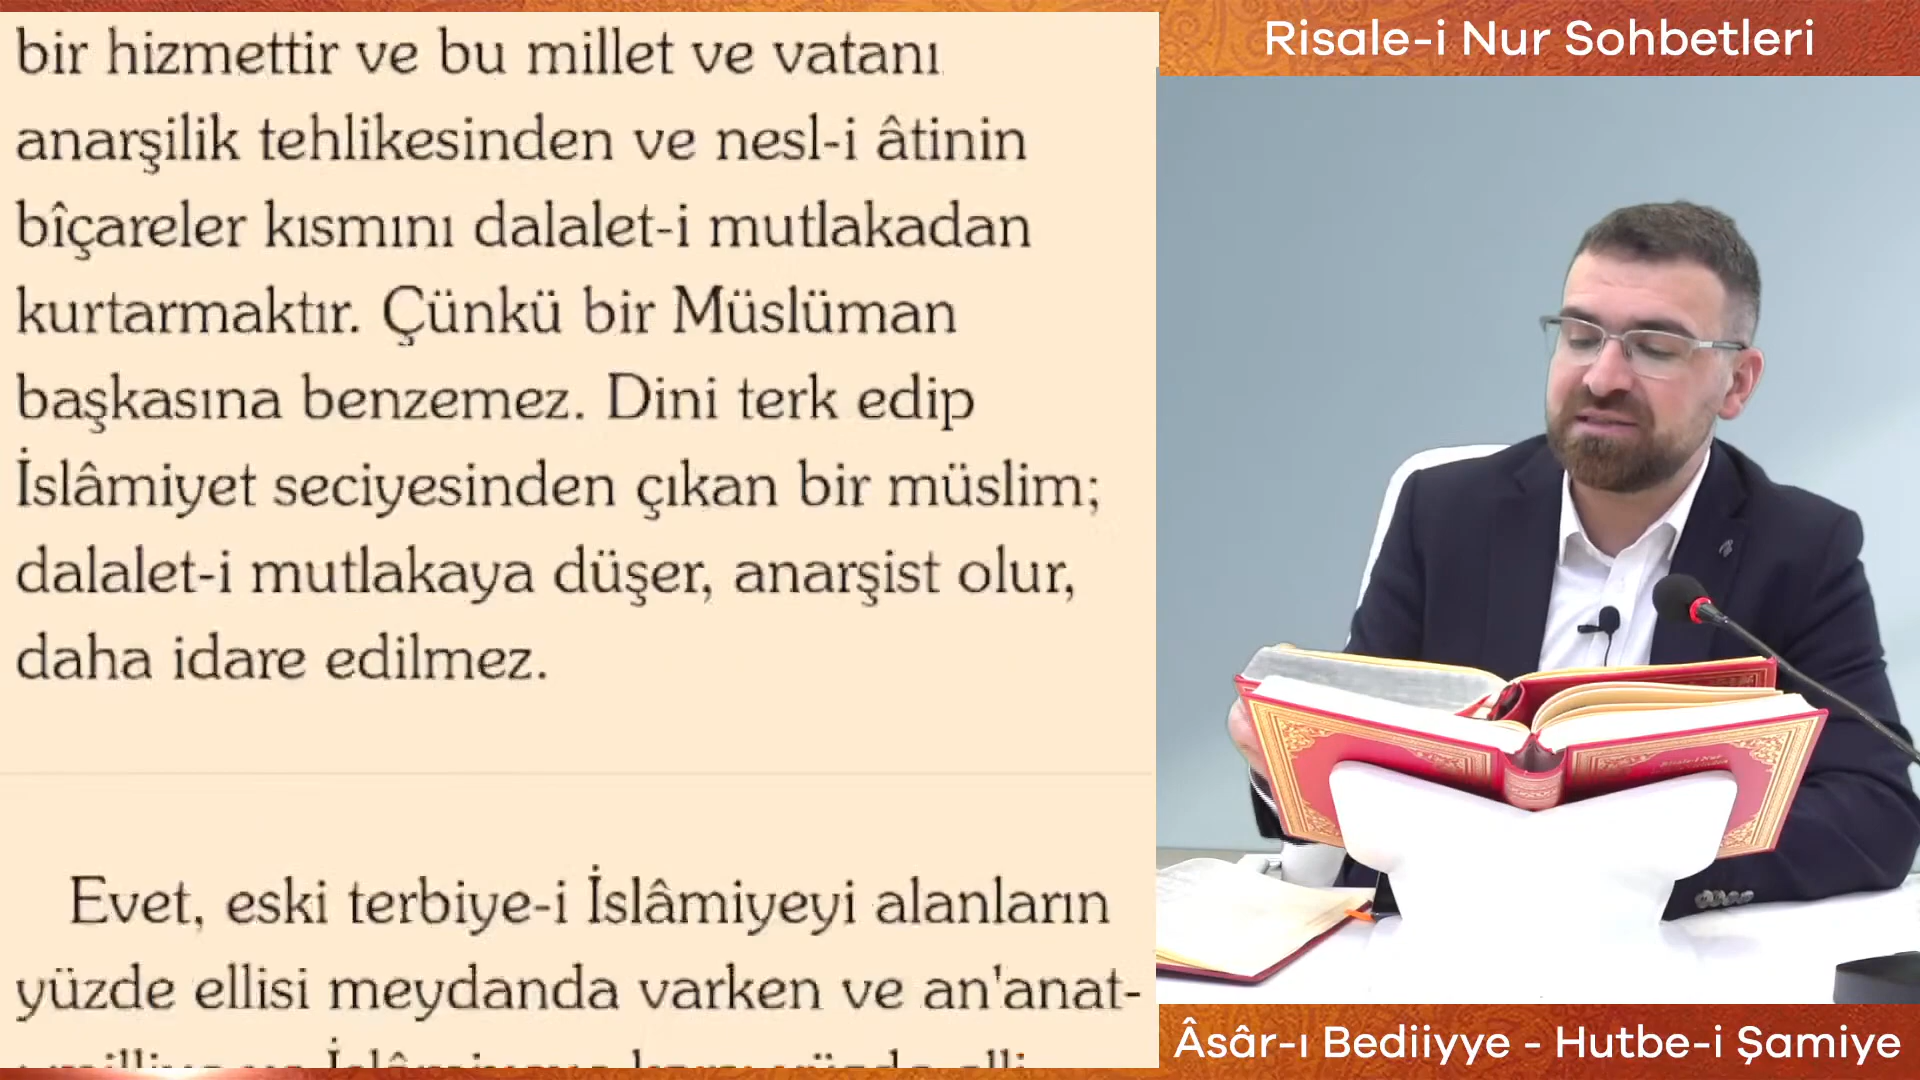 bir hizmettir ve bu millet ve vatanı
anarşilik tehlikesinden ve nesl-i âtinin
bîçareler kısmını dalalet-i mutlakadan
kurtarmaktır. Çünkü bir Müslüman
başkasına benzemez. Dini terk edip
İslâmiyet seciyesinden çıkan bir müslim;
dalalet-i mutlakaya düşer, anarşist olur,
daha idare edilmez.
Evet, eski terbiye-i İslâmiyeyi alanların
yüzde ellisi meydanda varken ve an'anat-
Risale-i Nur Sohbetleri
Âsâr-ı Bediiyye - Hutbe-i Şamiye